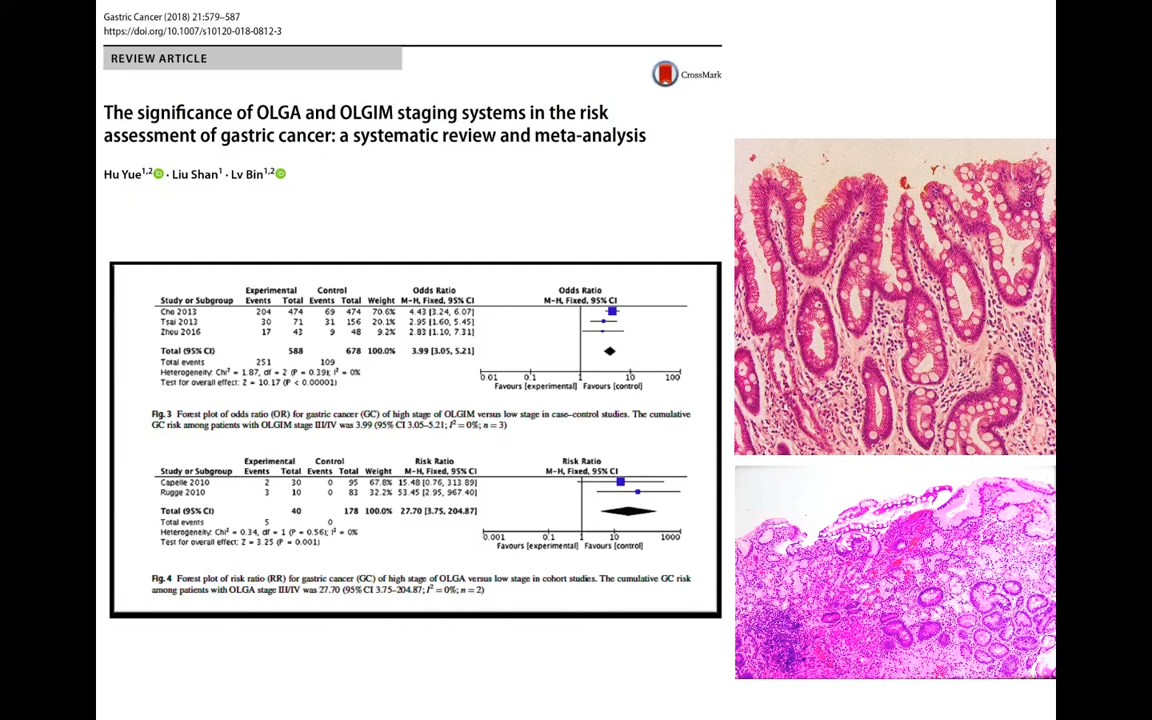 Gastric Cancer (2018) 21:579–587
https://doi.org/10.1007/s10120-018-0812-3
REVIEW ARTICLE
CrossMark
The significance of OLGA and OLGIM staging systems in the risk
assessment of gastric cancer: a systematic review and meta-analysis
Hu Yue1,2 · Liu Shan1 · Lv Bin1,2
Experimental Control Odds Ratio Odds Ratio
Study or Subgroup Events Total Events Total Weight M-H, Fixed, 95% CI M-H, Fixed, 95% CI
Cho 2013 204 474 69 474 70.6% 4.43 [3.24, 6.07]
Tsai 2013 30 71 31 156 20.1% 2.95 [1.60, 5.45]
Zhou 2016 17 43 9 48 9.2% 2.83 [1.10, 7.31]
Total (95% CI) 588 678 100.0% 3.99 [3.05, 5.21]
Total events 251 109
Heterogeneity: Chi² = 1.87, df = 2 (P = 0.39); I² = 0%
Test for overall effect: Z = 10.17 (P < 0.00001)
0.01 0.1 1 10 100
Favours [experimental] Favours [control]
Fig. 3 Forest plot of odds ratio (OR) for gastric cancer (GC) of high stage of OLGIM versus low stage in case–control studies. The cumulative
GC risk among patients with OLGIM stage III/IV was 3.99 (95% CI 3.05–5.21; I² = 0%; n = 3)
Experimental Control Risk Ratio Risk Ratio
Study or Subgroup Events Total Events Total Weight M-H, Fixed, 95% CI M-H, Fixed, 95% CI
Capelle 2010 2 30 0 95 67.8% 15.48 [0.76, 313.89]
Rugge 2010 3 10 0 83 32.2% 53.45 [2.95, 967.40]
Total (95% CI) 40 178 100.0% 27.70 [3.75, 204.87]
Total events 5 0
Heterogeneity: Chi² = 0.34, df = 1 (P = 0.56); I² = 0%
Test for overall effect: Z = 3.25 (P = 0.001)
0.001 0.1 1 10 1000
Favours [experimental] Favours [control]
Fig. 4 Forest plot of risk ratio (RR) for gastric cancer (GC) of high stage of OLGA versus low stage in cohort studies. The cumulative GC risk
among patients with OLGA stage III/IV was 27.70 (95% CI 3.75–204.87; I² = 0%; n = 2)